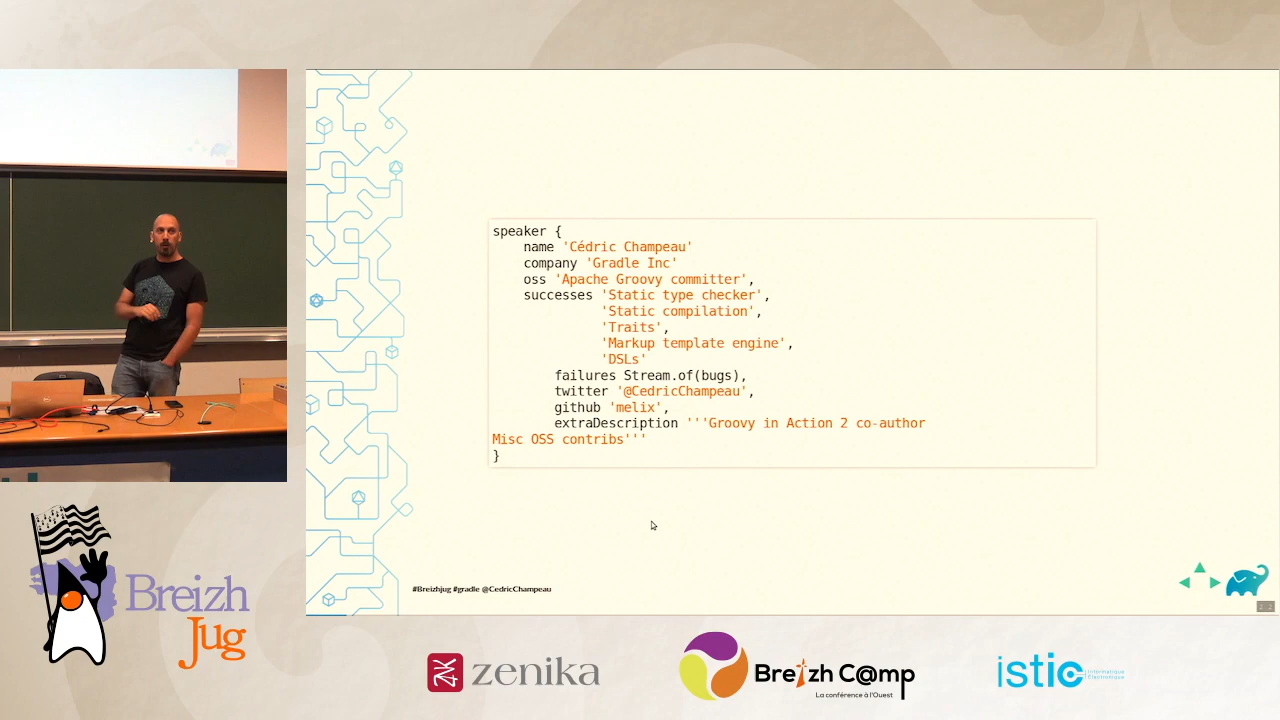 speaker {
    name 'Cédric Champeau'
    company 'Gradle Inc'
    oss 'Apache Groovy committer',
    successes 'Static type checker',
              'Static compilation',
              'Traits',
              'Markup template engine',
              'DSLs'
        failures Stream.of(bugs),
        twitter '@CedricChampeau',
        github 'melix',
        extraDescription '''Groovy in Action 2 co-author
Misc OSS contribs'''
}
#Breizhjug #gradle @CedricChampeau
Breizh
Jug
zenika
Breizh C@mp
La conférence à l'Ouest
istic
Informatique
Électronique